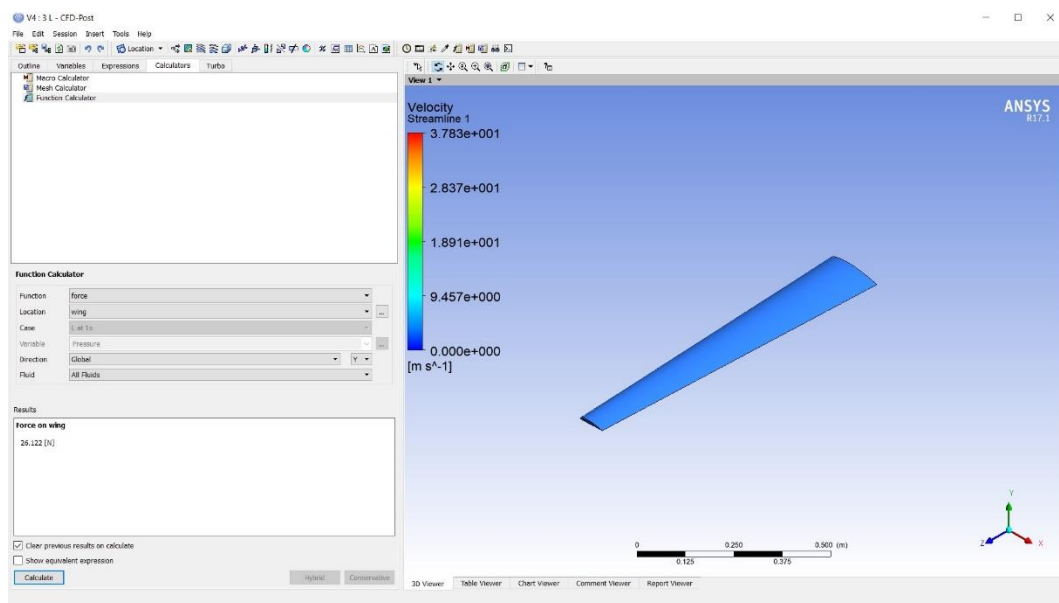 V4 : 3 L - CFD-Post
File Edit Session Insert Tools Help
Location
Outline Variables Expressions Calculators Turbo
Macro Calculator
Mesh Calculator
Function Calculator
Function Calculator
Function force
Location wing
Case L at 1s
Variable Pressure
Direction Global Y
Fluid All Fluids
Results
Force on wing
26.122 [N]
Clear previous results on calculate
Show equivalent expression
Calculate Hybrid Conservative
View 1
Velocity
Streamline 1
3.783e+001
2.837e+001
1.891e+001
9.457e+000
0.000e+000
[m s^-1]
ANSYS
R17.1
0 0.250 0.500 (m)
0.125 0.375
Y
Z X
3D Viewer Table Viewer Chart Viewer Comment Viewer Report Viewer